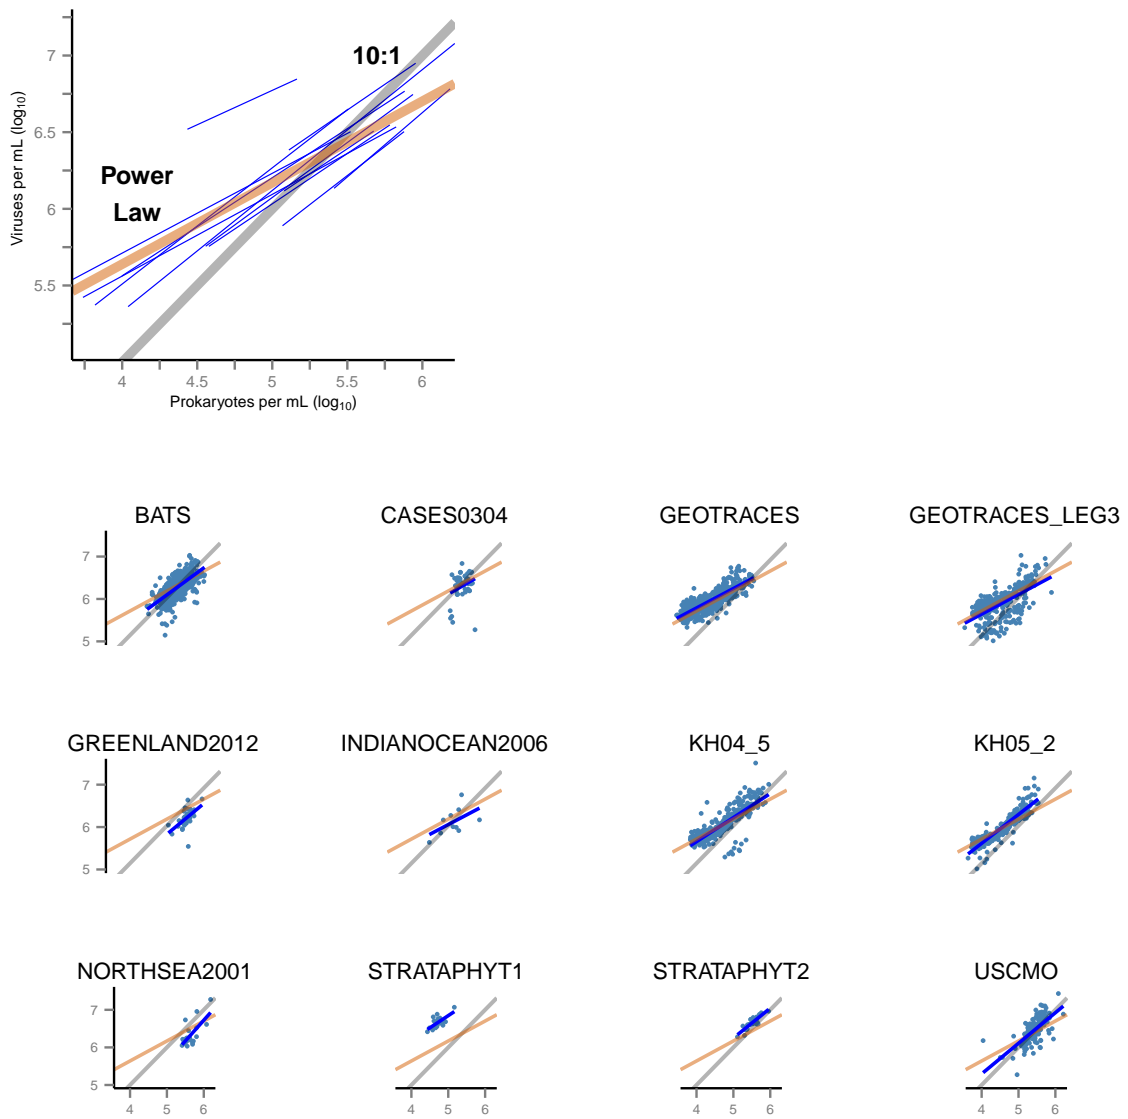 10:1
Power
Law
Viruses per mL (log10)
7
6.5
6
5.5
4 4.5 5 5.5 6
Prokaryotes per mL (log10)
BATS CASES0304 GEOTRACES GEOTRACES_LEG3
7
6
5
GREENLAND2012 INDIANOCEAN2006 KH04_5 KH05_2
7
6
5
NORTHSEA2001 STRATAPHYT1 STRATAPHYT2 USCMO
7
6
5
4 5 6 4 5 6 4 5 6 4 5 6